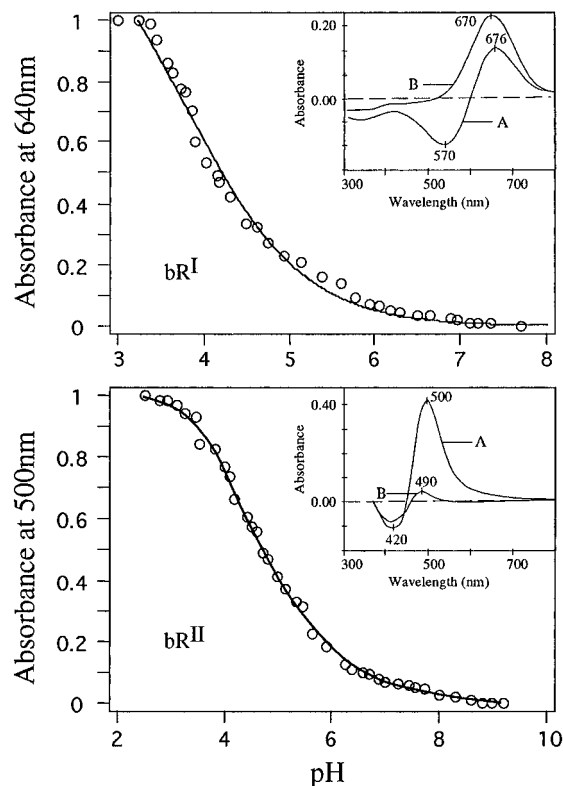 Absorbance at 640nm
1
0.8
0.6
0.4
0.2
0
3 4 5 6 7 8
bR^I
Absorbance
0.20
0.00
670
676
B
A
570
300 500 700
Wavelength (nm)
Absorbance at 500nm
1
0.8
0.6
0.4
0.2
0
2 4 6 8 10
bR^II
Absorbance
0.40
0.00
500
A
B
490
420
300 500 700
Wavelength (nm)
pH